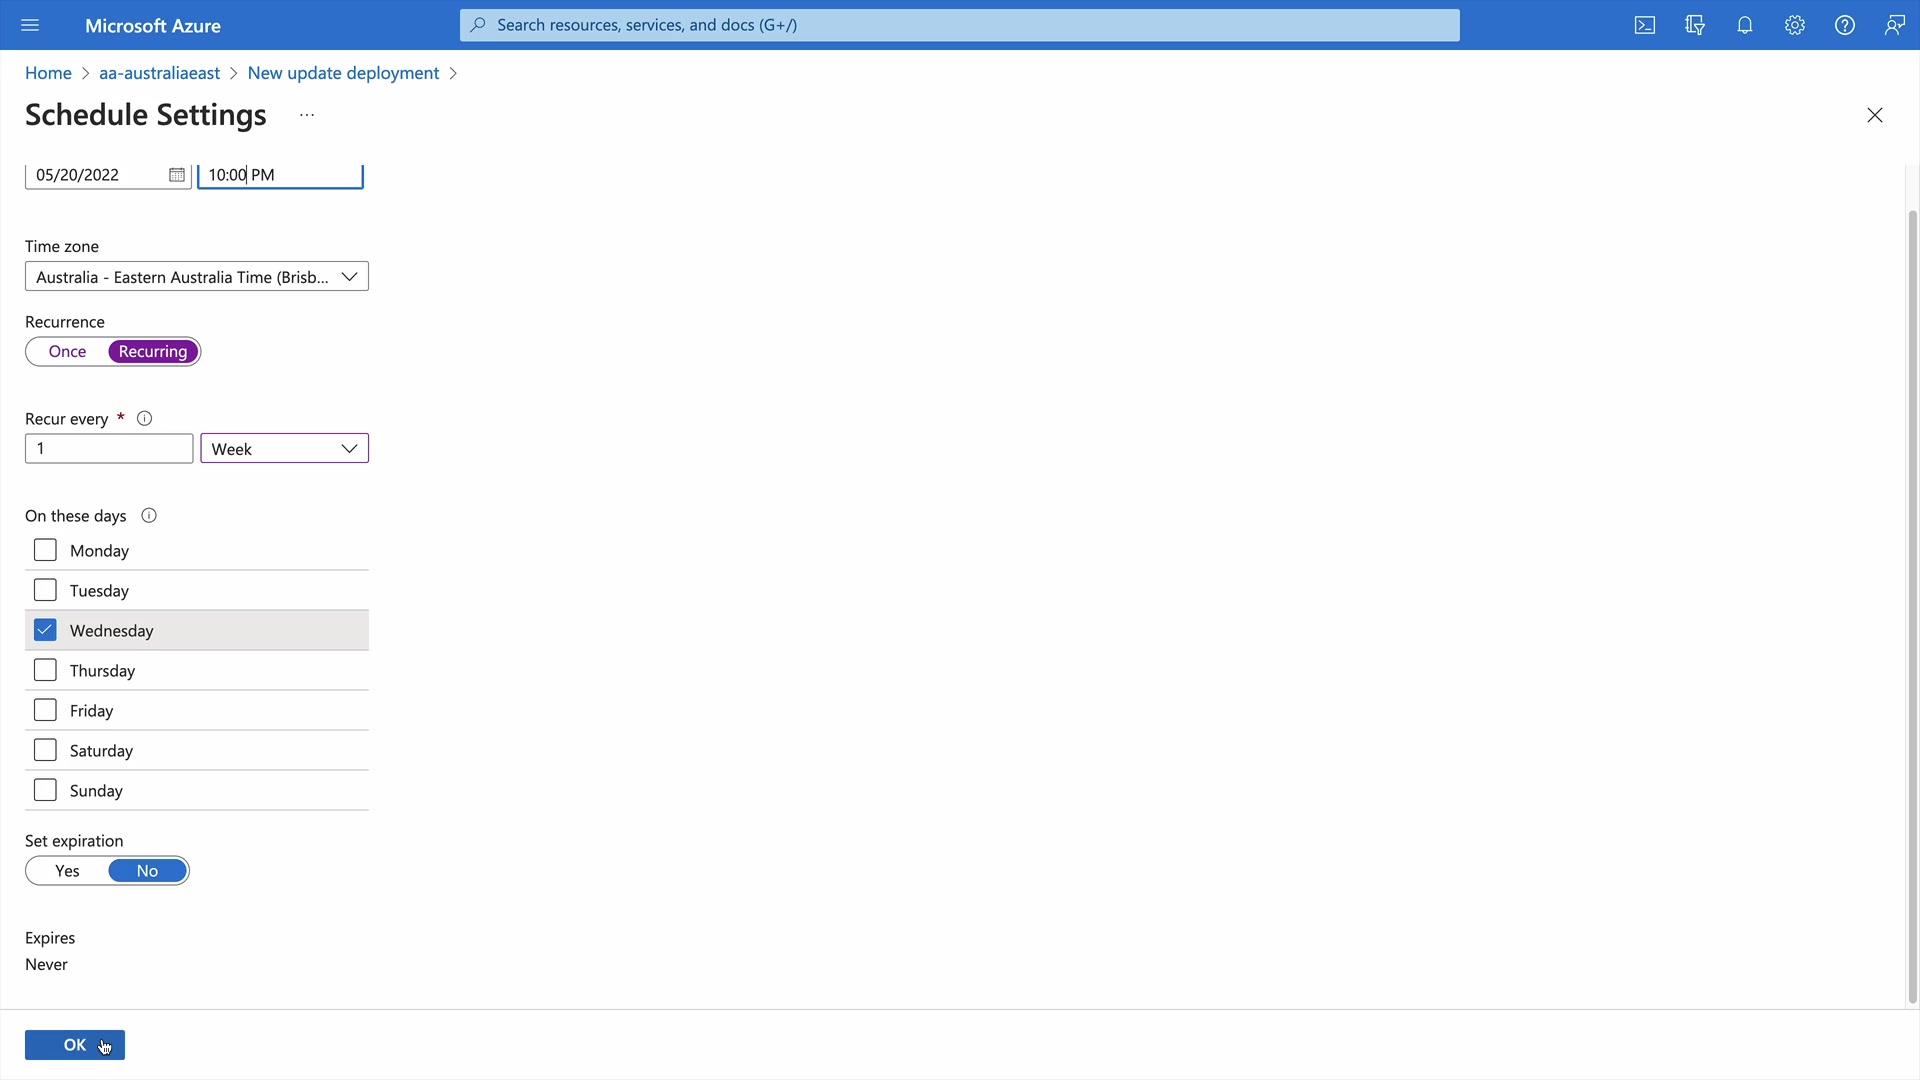 Microsoft Azure
Search resources, services, and docs (G+/)
Home > aa-australiaeast > New update deployment >
Schedule Settings ...
05/20/2022 10:00 PM
Time zone
Australia - Eastern Australia Time (Brisb...
Recurrence
Once Recurring
Recur every *
1 Week
On these days
Monday
Tuesday
Wednesday
Thursday
Friday
Saturday
Sunday
Set expiration
Yes No
Expires
Never
OK